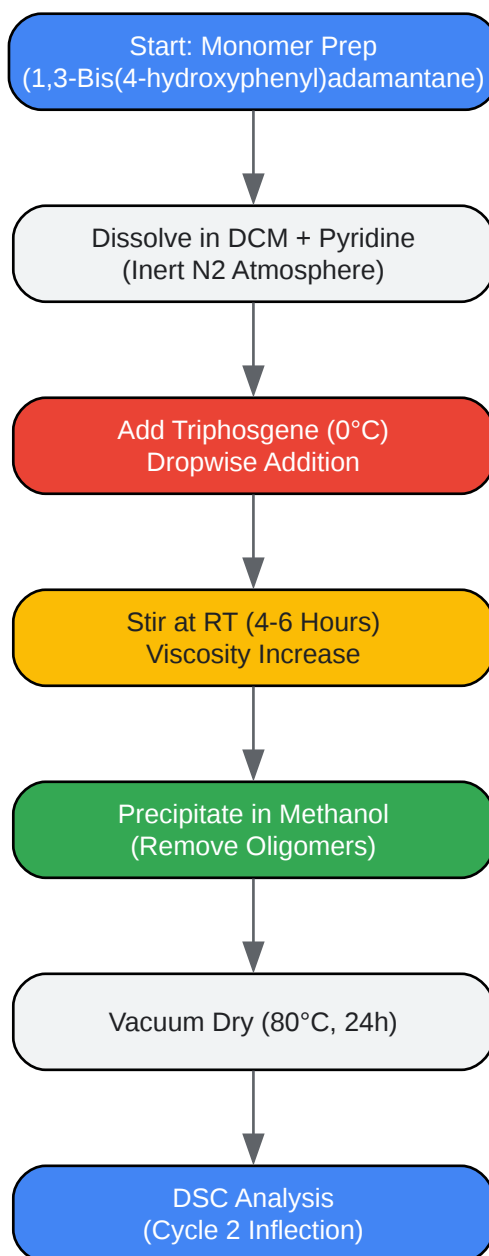 Start: Monomer Prep
(1,3-Bis(4-hydroxyphenyl)adamantane)
Dissolve in DCM + Pyridine
(Inert N2 Atmosphere)
Add Triphosgene (0°C)
Dropwise Addition
Stir at RT (4-6 Hours)
Viscosity Increase
Precipitate in Methanol
(Remove Oligomers)
Vacuum Dry (80°C, 24h)
DSC Analysis
(Cycle 2 Inflection)